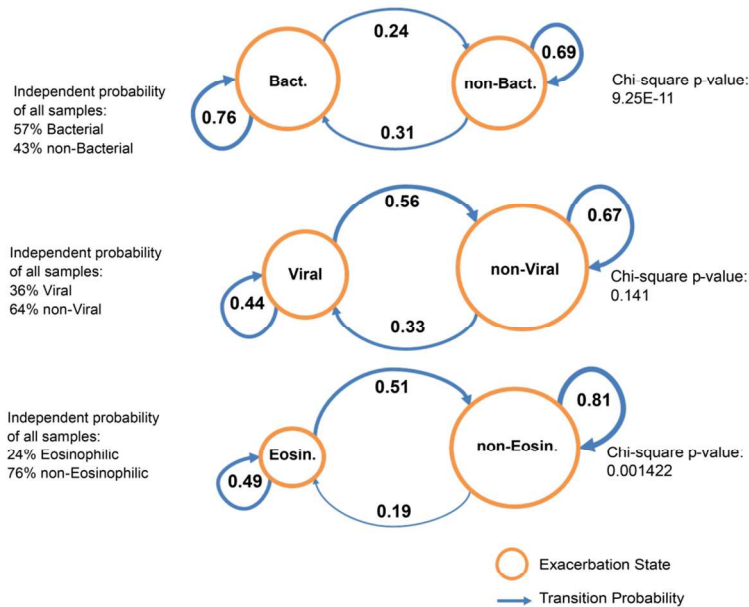 0.24
Bact.
non-Bact.
0.69
0.76
0.31
Independent probability
of all samples:
57% Bacterial
43% non-Bacterial
Chi-square p-value:
9.25E-11
0.56
Viral
non-Viral
0.67
0.44
0.33
Independent probability
of all samples:
36% Viral
64% non-Viral
Chi-square p-value:
0.141
0.51
Eosin.
non-Eosin.
0.81
0.49
0.19
Independent probability
of all samples:
24% Eosinophilic
76% non-Eosinophilic
Chi-square p-value:
0.001422
Exacerbation State
Transition Probability